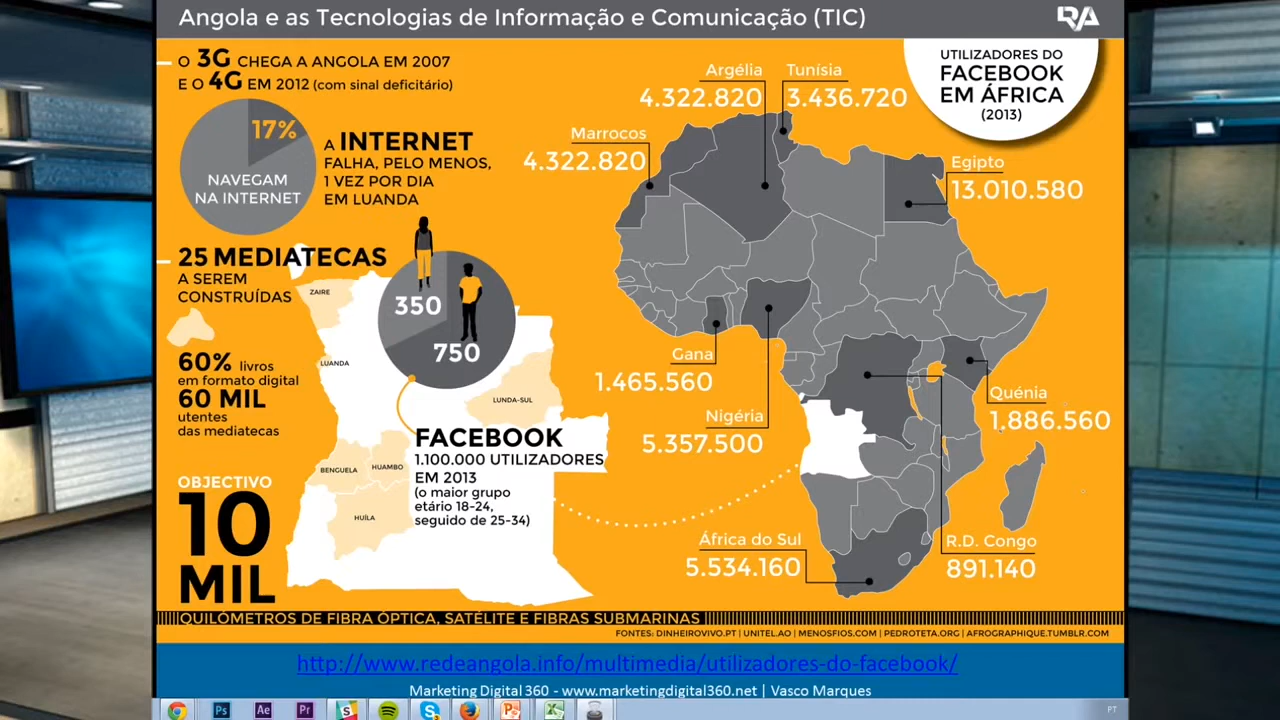 Angola e as Tecnologias de Informação e Comunicação (TIC)
RA
O 3G CHEGA A ANGOLA EM 2007
E O 4G EM 2012 (com sinal deficitário)
17%
NAVEGAM
NA INTERNET
A INTERNET
FALHA, PELO MENOS,
1 VEZ POR DIA
EM LUANDA
25 MEDIATECAS
A SEREM
CONSTRUÍDAS
60% livros
em formato digital
60 MIL
utentes
das mediatecas
OBJECTIVO
10
MIL
QUILÓMETROS DE FIBRA ÓPTICA, SATÉLITE E FIBRAS SUBMARINAS
350
750
ZAIRE
LUANDA
LUNDA-SUL
BENGUELA
HUAMBO
HUÍLA
FACEBOOK
1.100.000 UTILIZADORES
EM 2013
(o maior grupo
etário 18-24,
seguido de 25-34)
UTILIZADORES DO
FACEBOOK
EM ÁFRICA
(2013)
Argélia
4.322.820
Tunísia
3.436.720
Marrocos
4.322.820
Egipto
13.010.580
Gana
1.465.560
Nigéria
5.357.500
Quénia
1.886.560
África do Sul
5.534.160
R.D. Congo
891.140
FONTES: DINHEIROVIVO.PT | UNITEL.AO | MENOSFIOS.COM | PEDROTETA.ORG | AFROGRAPHIQUE.TUMBLR.COM
http://www.redeangola.info/multimedia/utilizadores-do-facebook/
Marketing Digital 360 - www.marketingdigital360.net | Vasco Marques
Ps
Ae
Pr
PT